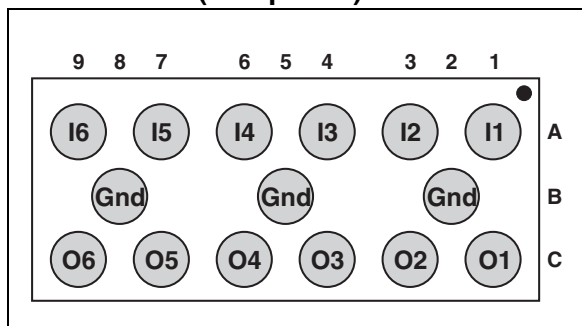 9 8 7 6 5 4 3 2 1
I6 I5 I4 I3 I2 I1 A
Gnd Gnd Gnd B
O6 O5 O4 O3 O2 O1 C